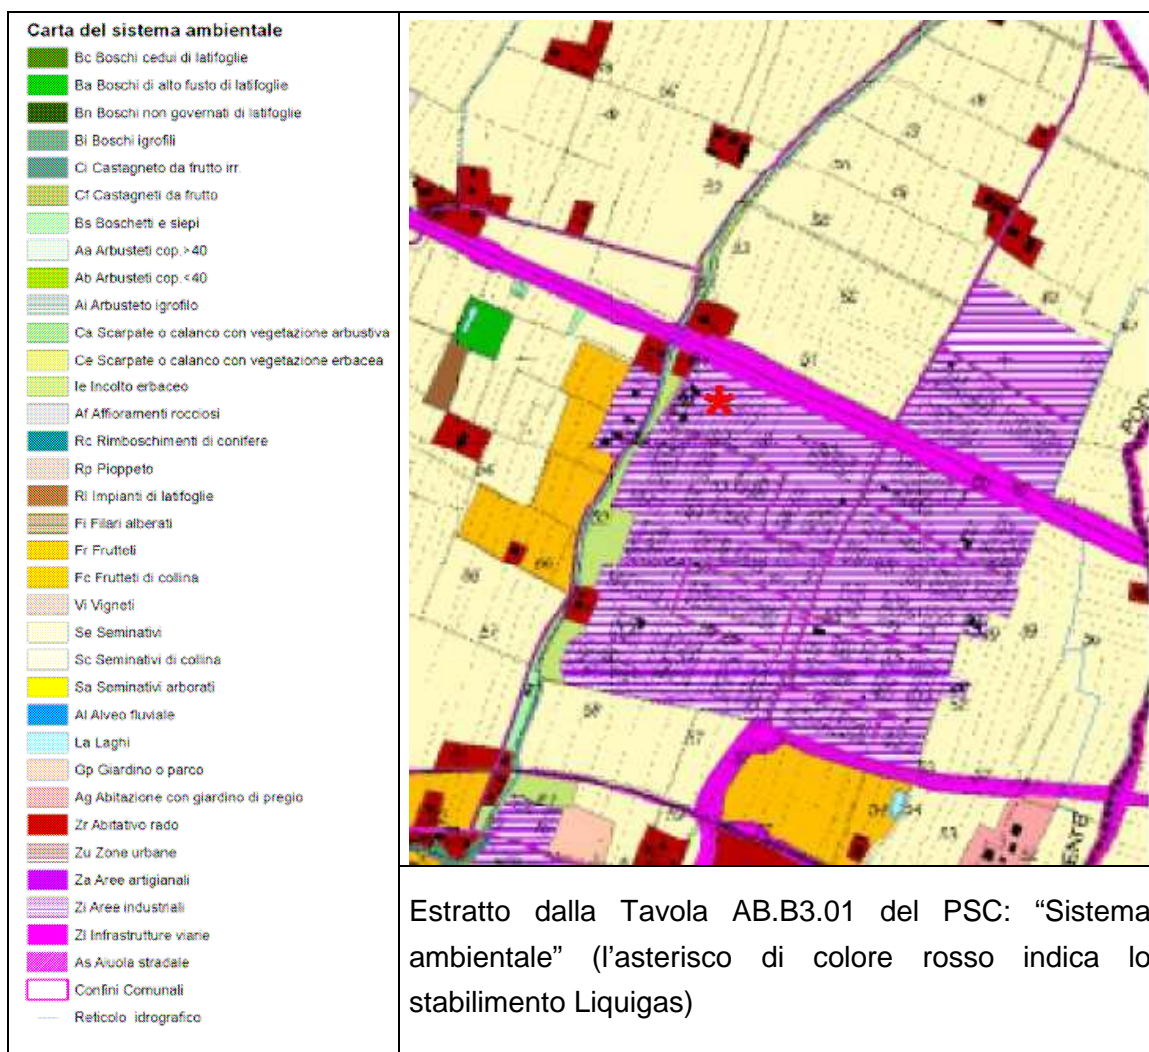 Carta del sistema ambientale
Bc Boschi cedui di latifoglie
Ba Boschi di alto fusto di latifoglie
Bn Boschi non governati di latifoglie
Bi Boschi igrofili
Ci Castagneto da frutto irr.
Cf Castagneti da frutto
Bs Boschetti e siepi
Aa Arbusteti cop.>40
Ab Arbusteti cop.<40
Ai Arbusteto igrofilo
Ca Scarpate o calanco con vegetazione arbustiva
Ce Scarpate o calanco con vegetazione erbacea
Ie Incolto erbaceo
Af Affioramenti rocciosi
Rc Rimboschimenti di conifere
Rp Pioppeto
Rl Impianti di latifoglie
Fi Filari alberati
Fr Frutteti
Fc Frutteti di collina
Vi Vigneti
Se Seminativi
Sc Seminativi di collina
Sa Seminativi arborati
Al Alveo fluviale
La Laghi
Gp Giardino o parco
Ag Abitazione con giardino di pregio
Zr Abitativo rado
Zu Zone urbane
Za Aree artigianali
Zi Aree industriali
ZI Infrastrutture viarie
As Aiuola stradale
Confini Comunali
Reticolo idrografico
Estratto dalla Tavola AB.B3.01 del PSC: “Sistema
ambientale” (l’asterisco di colore rosso indica lo
stabilimento Liquigas)